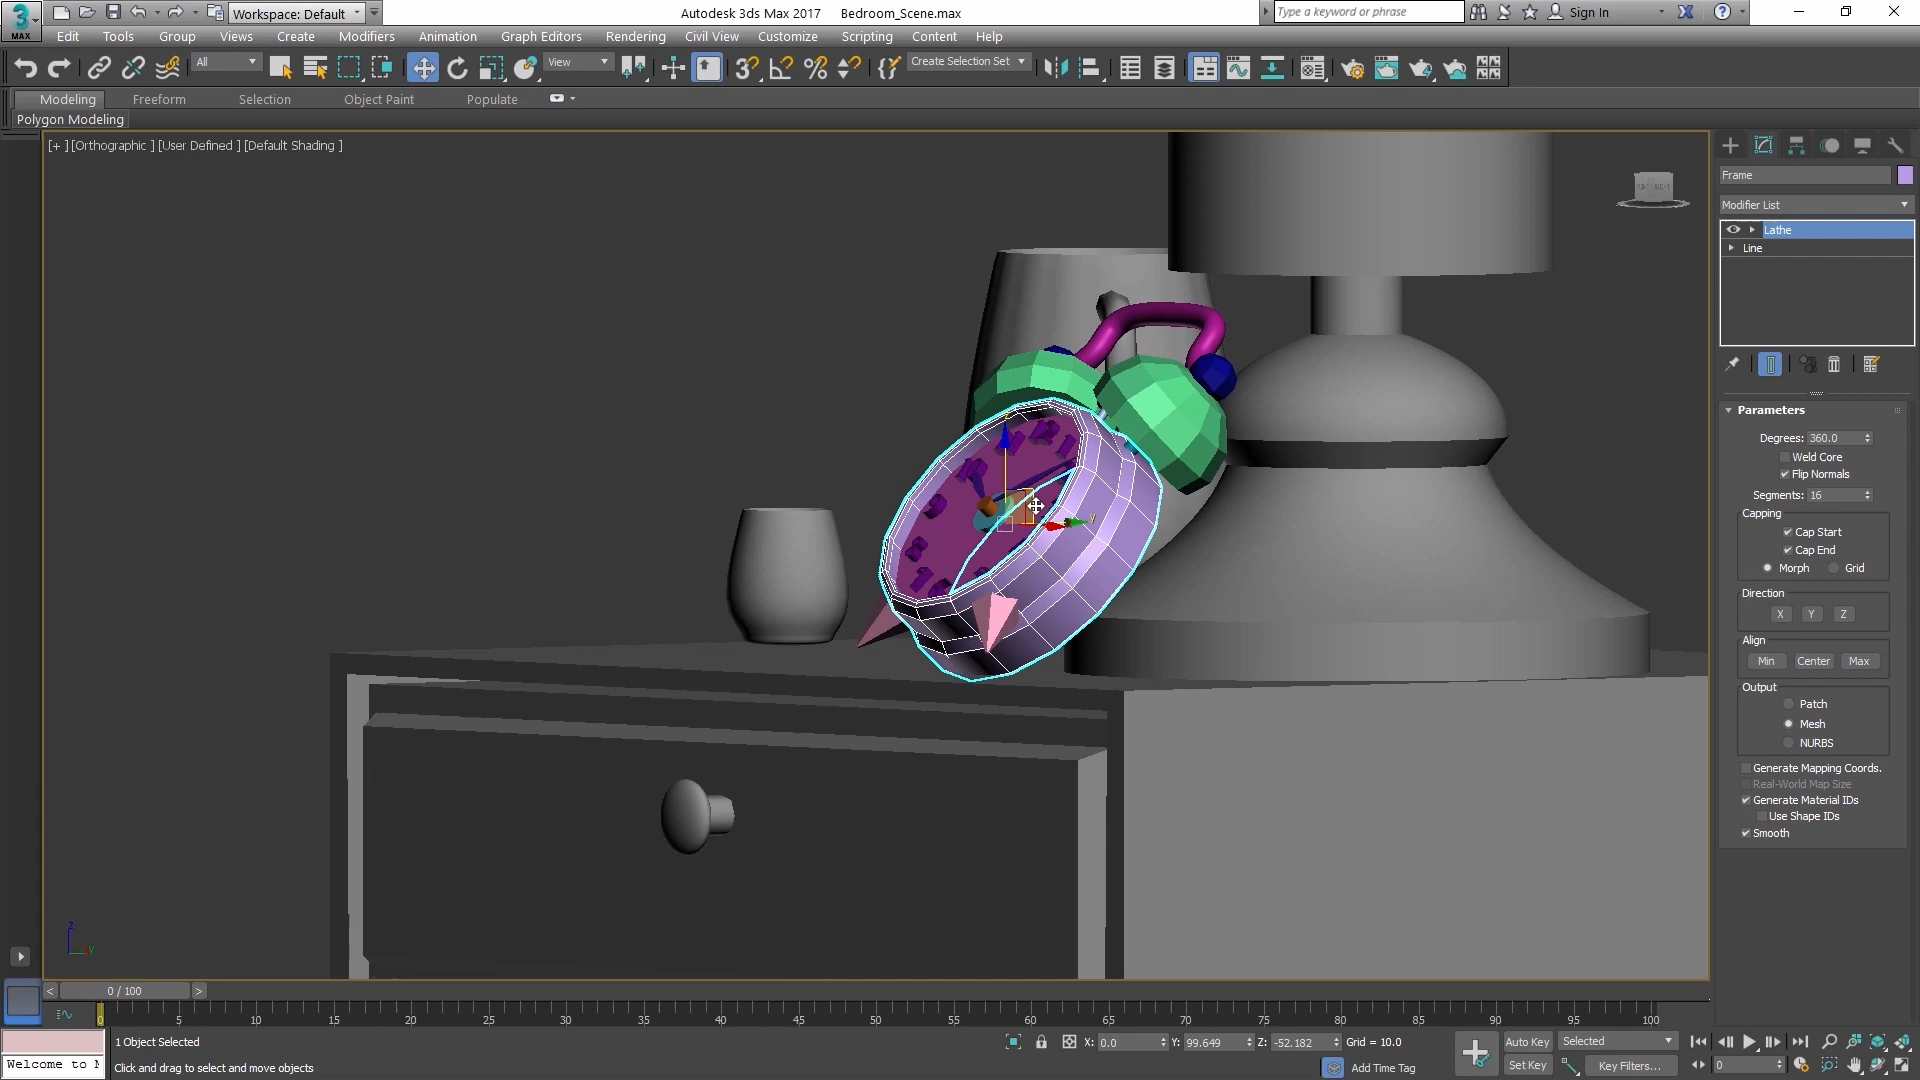 Workspace: Default
Autodesk 3ds Max 2017 Bedroom_Scene.max
Type a keyword or phrase
Sign In
3
MAX
Edit Tools Group Views Create Modifiers Animation Graph Editors Rendering Civil View Customize Scripting Content Help
All
View
Create Selection Set
Modeling Freeform Selection Object Paint Populate
Polygon Modeling
[+ ] [Orthographic ] [User Defined ] [Default Shading ]
Frame
Modifier List
Lathe
Line
Parameters
Degrees: 360.0
Weld Core
Flip Normals
Segments: 16
Capping
Cap Start
Cap End
Morph Grid
Direction
X Y Z
Align
Min Center Max
Output
Patch
Mesh
NURBS
Generate Mapping Coords.
Real-World Map Size
Generate Material IDs
Use Shape IDs
Smooth
y
z
y
< 0 / 100 >
0 5 10 15 20 25 30 35 40 45 50 55 60 65 70 75 80 85 90 95 100
1 Object Selected
X: 0.0 Y: 99.649 Z: -52.182 Grid = 10.0
Auto Key Selected
Welcome to
Click and drag to select and move objects
Add Time Tag
Set Key Key Filters...
0